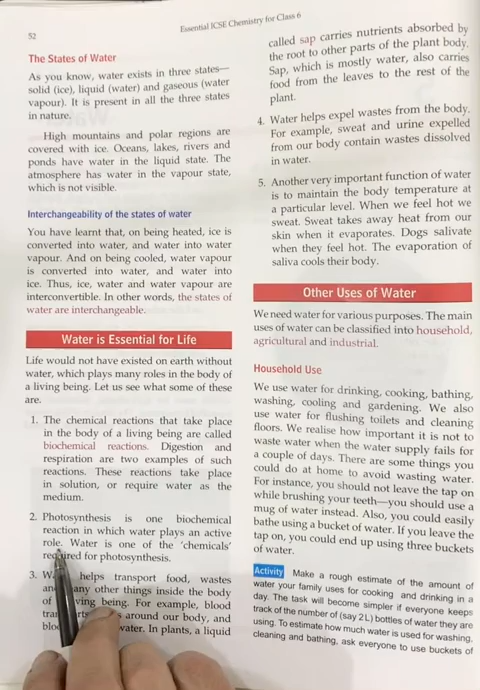 52
Essential ICSE Chemistry for Class 6
The States of Water
As you know, water exists in three states—
solid (ice), liquid (water) and gaseous (water
vapour). It is present in all the three states
in nature.
High mountains and polar regions are
covered with ice. Oceans, lakes, rivers and
ponds have water in the liquid state. The
atmosphere has water in the vapour state,
which is not visible.
Interchangeability of the states of water
You have learnt that, on being heated, ice is
converted into water, and water into water
vapour. And on being cooled, water vapour
is converted into water, and water into
ice. Thus, ice, water and water vapour are
interconvertible. In other words, the states of
water are interchangeable.
Water is Essential for Life
Life would not have existed on earth without
water, which plays many roles in the body of
a living being. Let us see what some of these
are.
1. The chemical reactions that take place
in the body of a living being are called
biochemical reactions. Digestion and
respiration are two examples of such
reactions. These reactions take place
in solution, or require water as the
medium.
2. Photosynthesis is one biochemical
reaction in which water plays an active
role. Water is one of the 'chemicals'
required for photosynthesis.
3. helps transport food, wastes
and many other things inside the body
of living being. For example, blood
around our body, and
water. In plants, a liquid
called sap carries nutrients absorbed by
the root to other parts of the plant body.
Sap, which is mostly water, also carries
food from the leaves to the rest of the
plant.
4. Water helps expel wastes from the body.
For example, sweat and urine expelled
from our body contain wastes dissolved
in water.
5. Another very important function of water
is to maintain the body temperature at
a particular level. When we feel hot we
sweat. Sweat takes away heat from our
skin when it evaporates. Dogs salivate
when they feel hot. The evaporation of
saliva cools their body.
Other Uses of Water
We need water for various purposes. The main
uses of water can be classified into household,
agricultural and industrial.
Household Use
We use water for drinking, cooking, bathing,
washing, cooling and gardening. We also
use water for flushing toilets and cleaning
floors. We realise how important it is not to
waste water when the water supply fails for
a couple of days. There are some things you
could do at home to avoid wasting water.
For instance, you should not leave the tap on
while brushing your teeth—you should use a
mug of water instead. Also, you could easily
bathe using a bucket of water. If you leave the
tap on, you could end up using three buckets
of water.
Activity Make a rough estimate of the amount of
water your family uses for cooking and drinking in a
day. The task will become simpler if everyone keeps
track of the number of (say 2 L) bottles of water they are
using. To estimate how much water is used for washing,
cleaning and bathing, ask everyone to use buckets of